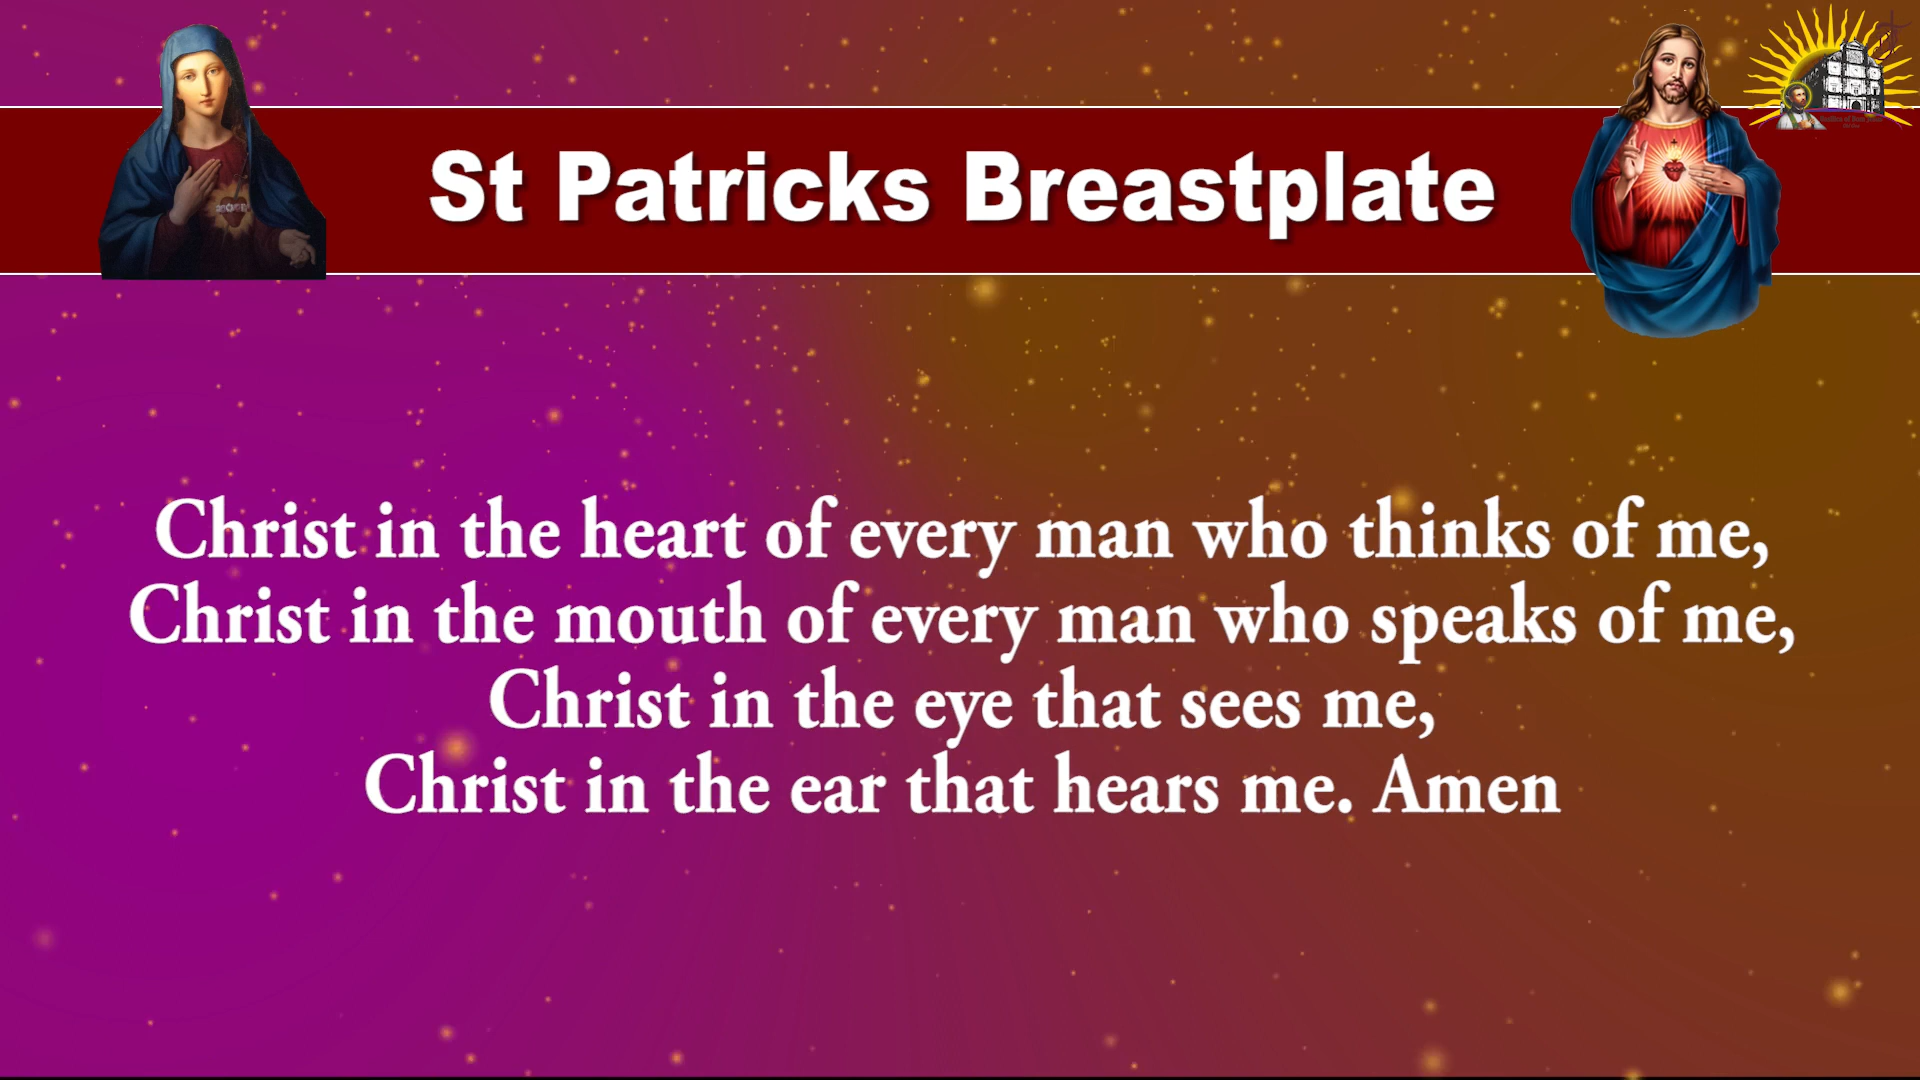 St Patricks Breastplate
Christ in the heart of every man who thinks of me,
Christ in the mouth of every man who speaks of me,
Christ in the eye that sees me,
Christ in the ear that hears me. Amen